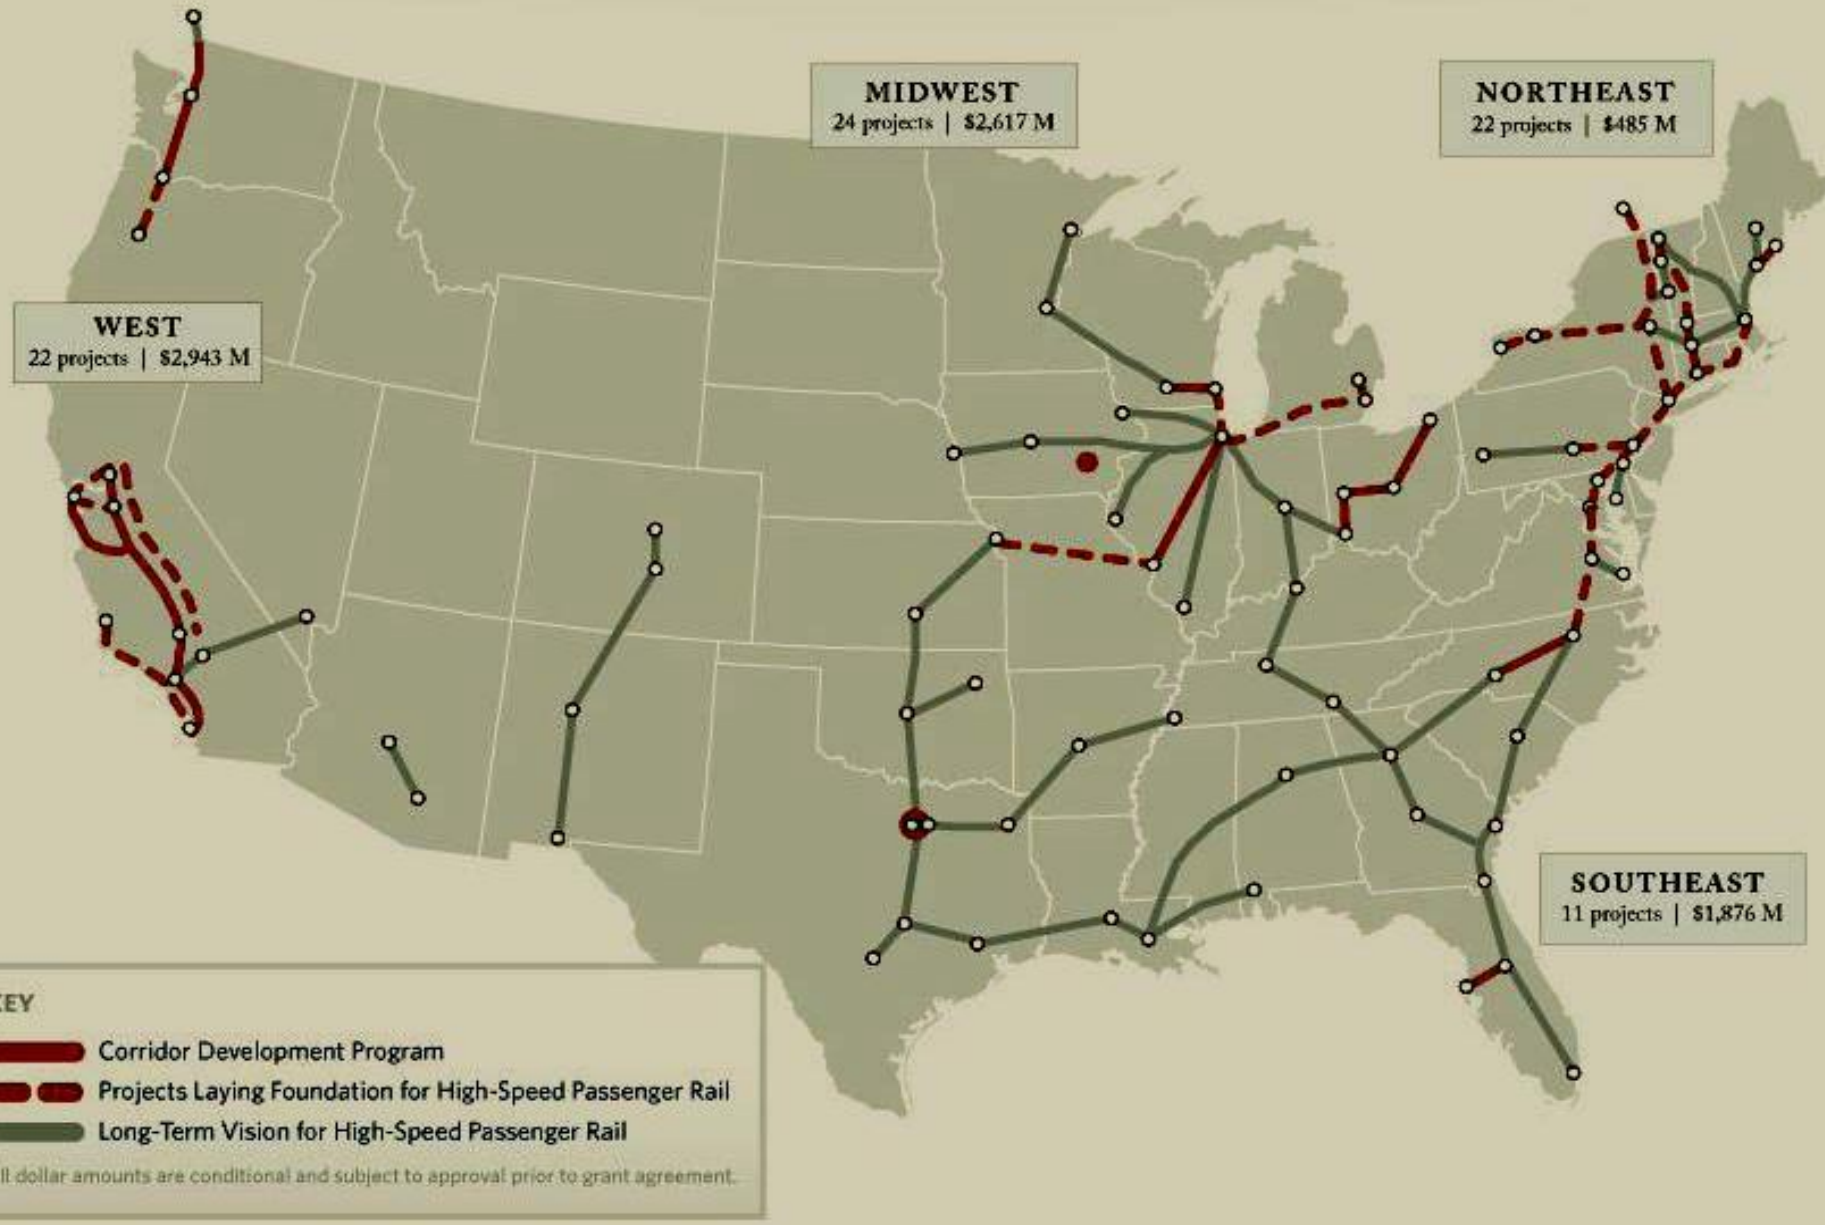 MIDWEST
24 projects | $2,617 M
NORTHEAST
22 projects | $485 M
WEST
22 projects | $2,943 M
SOUTHEAST
11 projects | $1,876 M
KEY
Corridor Development Program
Projects Laying Foundation for High-Speed Passenger Rail
Long-Term Vision for High-Speed Passenger Rail
ll dollar amounts are conditional and subject to approval prior to grant agreement.